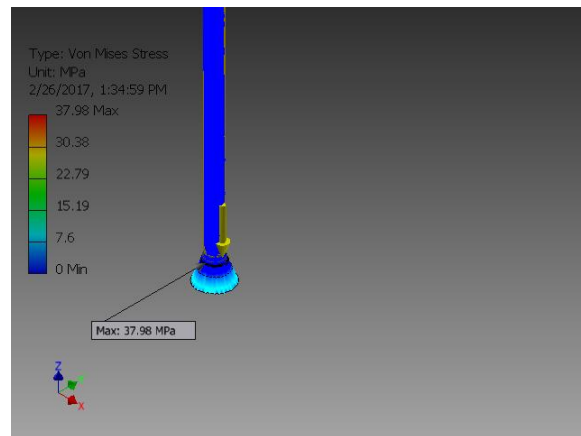 Type: Von Mises Stress
Unit: MPa
2/26/2017, 1:34:59 PM
37.98 Max
30.38
22.79
15.19
7.6
0 Min
Max: 37.98 MPa
Z
X